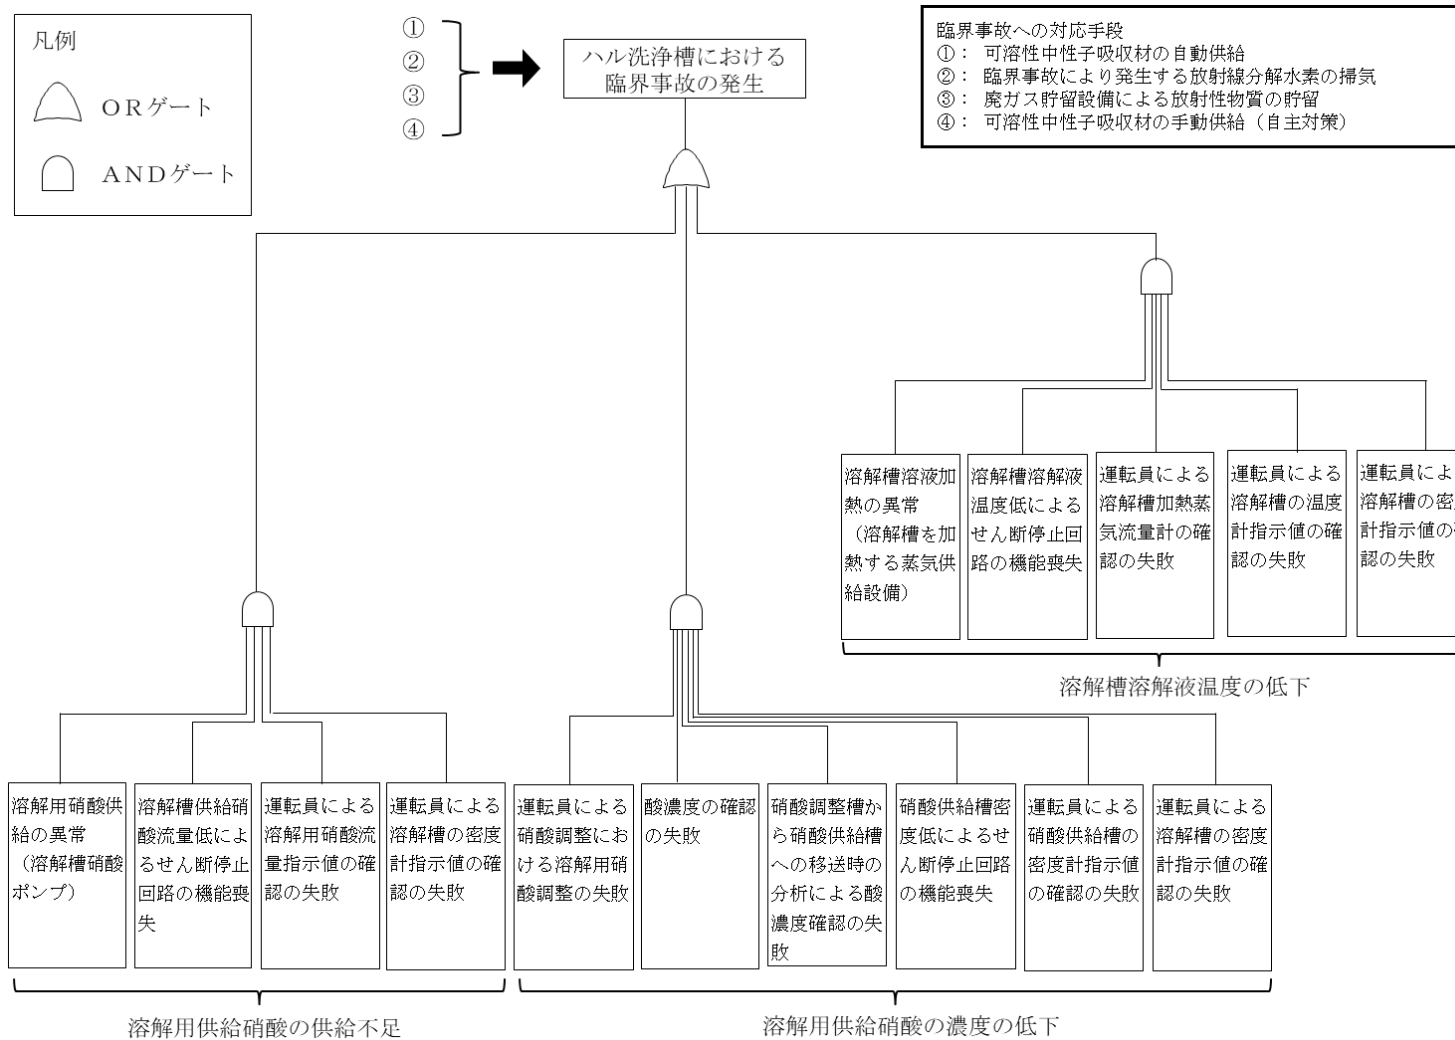 凡例
ORゲート
ANDゲート
①
②
③
④
ハル洗浄槽における
臨界事故の発生
臨界事故への対応手段
①： 可溶性中性子吸収材の自動供給
②： 臨界事故により発生する放射線分解水素の掃気
③： 廃ガス貯留設備による放射性物質の貯留
④： 可溶性中性子吸収材の手動供給（自主対策）
溶解槽溶液加
熱の異常
（溶解槽を加
熱する蒸気供
給設備）
溶解槽溶解液
温度低による
せん断停止回
路の機能喪失
運転員による
溶解槽加熱蒸
気流量計の確
認の失敗
運転員による
溶解槽の温度
計指示値の確
認の失敗
運転員によ
溶解槽の密
計指示値の
認の失敗
溶解槽溶解液温度の低下
溶解用硝酸供
給の異常
（溶解槽硝酸
ポンプ）
溶解槽供給硝
酸流量低によ
るせん断停止
回路の機能喪
失
運転員による
溶解用硝酸流
量指示値の確
認の失敗
運転員による
溶解槽の密度
計指示値の確
認の失敗
運転員による
硝酸調整にお
ける溶解用硝
酸調整の失敗
酸濃度の確認
の失敗
硝酸調整槽か
ら硝酸供給槽
への移送時の
分析による酸
濃度確認の失
敗
硝酸供給槽密
度低によるせ
ん断停止回路
の機能喪失
運転員による
硝酸供給槽の
密度計指示値
の確認の失敗
運転員による
溶解槽の密度
計指示値の確
認の失敗
溶解用供給硝酸の供給不足
溶解用供給硝酸の濃度の低下